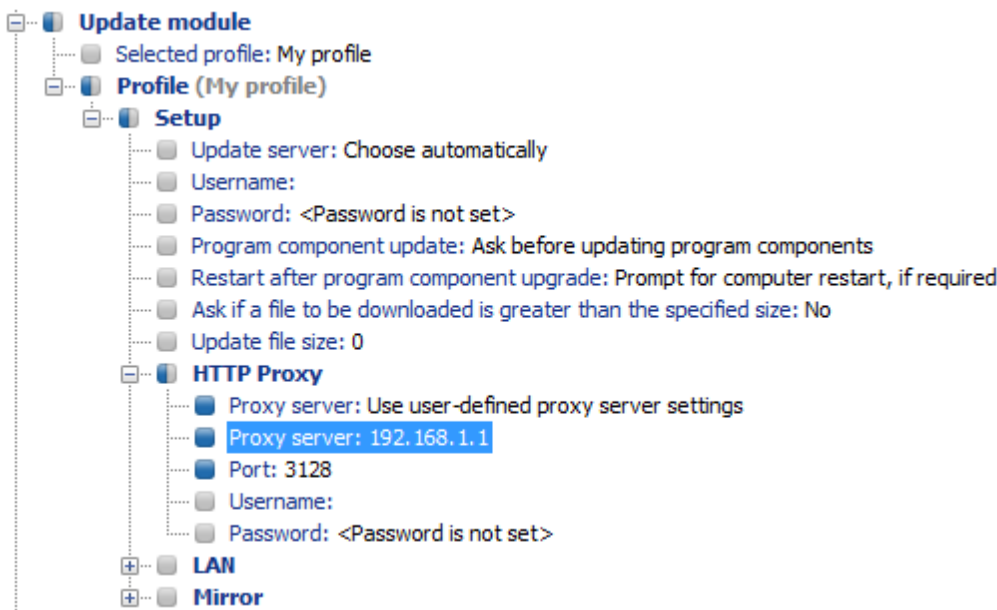 Update module
Selected profile: My profile
Profile (My profile)
Setup
Update server: Choose automatically
Username:
Password: <Password is not set>
Program component update: Ask before updating program components
Restart after program component upgrade: Prompt for computer restart, if required
Ask if a file to be downloaded is greater than the specified size: No
Update file size: 0
HTTP Proxy
Proxy server: Use user-defined proxy server settings
Proxy server: 192.168.1.1
Port: 3128
Username:
Password: <Password is not set>
LAN
Mirror